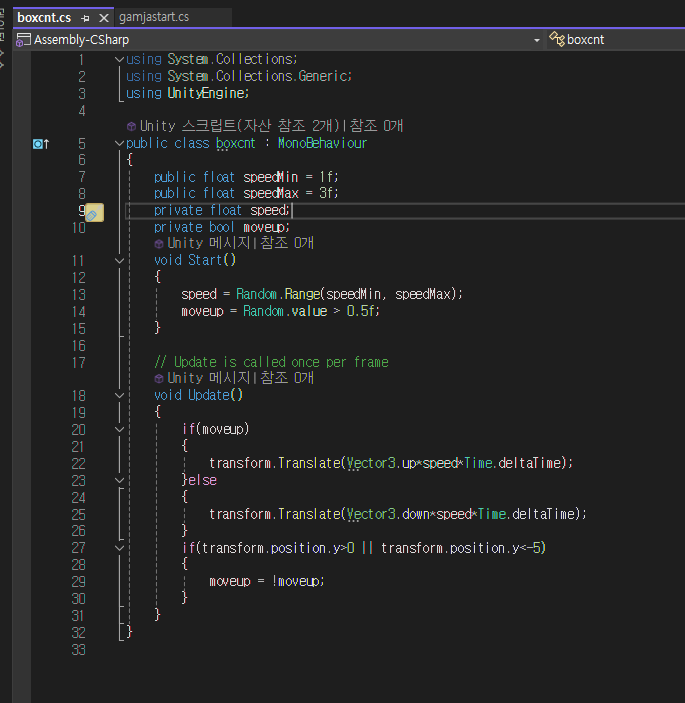 boxcnt.cs
gamjastart.cs
Assembly-CSharp
boxcnt
1 using System.Collections;
2 using System.Collections.Generic;
3 using UnityEngine;
4
Unity 스크립트(자산 참조 2개)|참조 0개
5 public class boxcnt : MonoBehaviour
6 {
7 public float speedMin = 1f;
8 public float speedMax = 3f;
9 private float speed;
10 private bool moveup;
Unity 메시지|참조 0개
11 void Start()
12 {
13 speed = Random.Range(speedMin, speedMax);
14 moveup = Random.value > 0.5f;
15 }
16
17 // Update is called once per frame
Unity 메시지|참조 0개
18 void Update()
19 {
20 if(moveup)
21 {
22 transform.Translate(Vector3.up*speed*Time.deltaTime);
23 }else
24 {
25 transform.Translate(Vector3.down*speed*Time.deltaTime);
26 }
27 if(transform.position.y>0 || transform.position.y<-5)
28 {
29 moveup = !moveup;
30 }
31 }
32 }
33